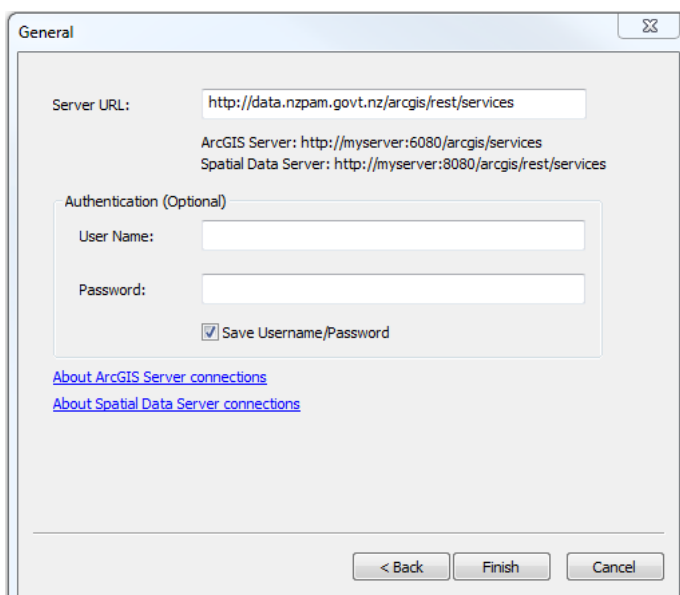 General
Server URL: http://data.nzpam.govt.nz/arcgis/rest/services
ArcGIS Server: http://myserver:6080/arcgis/services
Spatial Data Server: http://myserver:8080/arcgis/rest/services
Authentication (Optional)
User Name:
Password:
Save Username/Password
About ArcGIS Server connections
About Spatial Data Server connections
< Back Finish Cancel